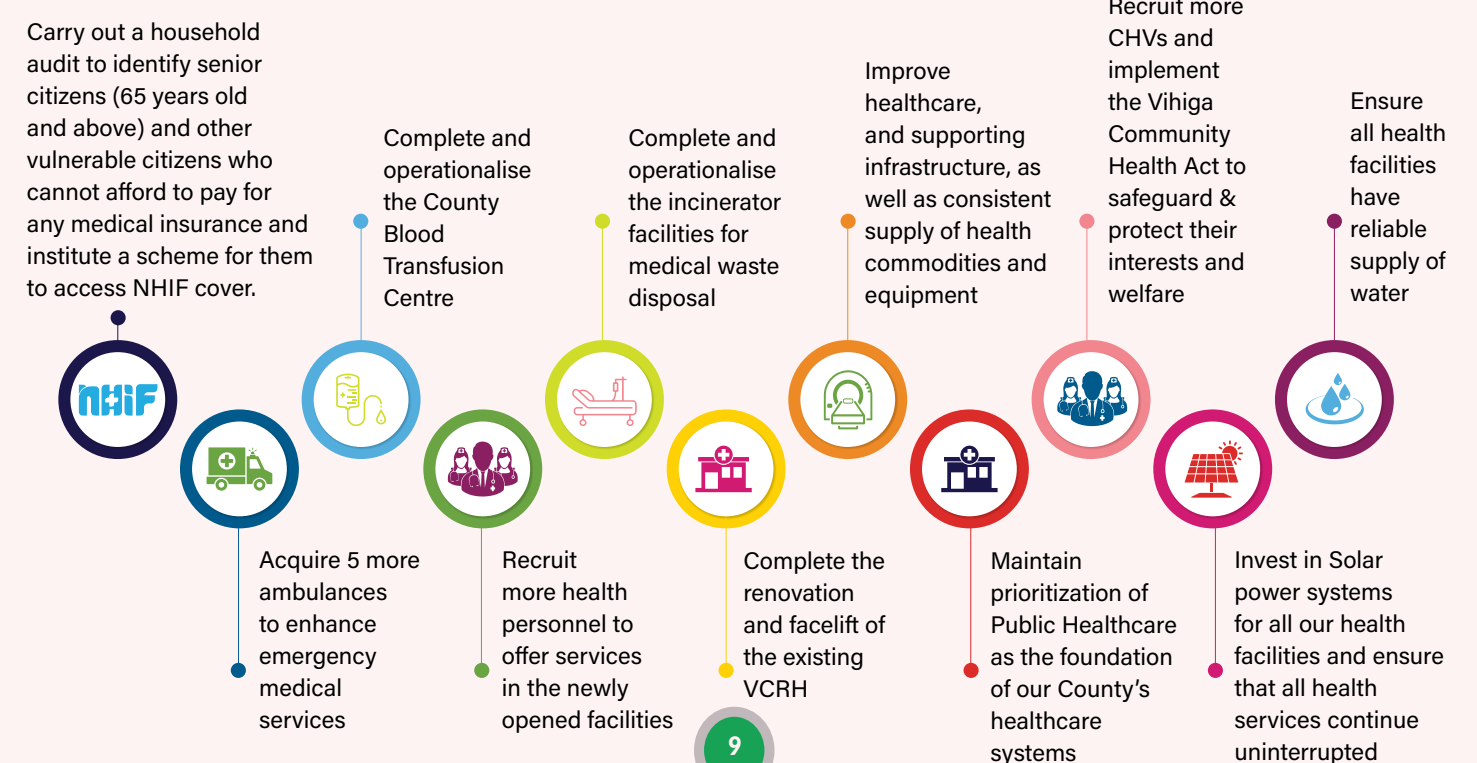 Carry out a household
audit to identify senior
citizens (65 years old
and above) and other
vulnerable citizens who
cannot afford to pay for
any medical insurance and
institute a scheme for them
to access NHIF cover.
nHiF
Acquire 5 more
ambulances
to enhance
emergency
medical
services
Complete and
operationalise
the County
Blood
Transfusion
Centre
Recruit
more health
personnel to
offer services
in the newly
opened facilities
Complete and
operationalise
the incinerator
facilities for
medical waste
disposal
Complete the
renovation
and facelift of
the existing
VCRH
Improve
healthcare,
and supporting
infrastructure, as
well as consistent
supply of health
commodities and
equipment
Maintain
prioritization of
Public Healthcare
as the foundation
of our County's
healthcare
systems
Recruit more
CHVs and
implement
the Vihiga
Community
Health Act to
safeguard &
protect their
interests and
welfare
Invest in Solar
power systems
for all our health
facilities and ensure
that all health
services continue
uninterrupted
Ensure
all health
facilities
have
reliable
supply of
water
9